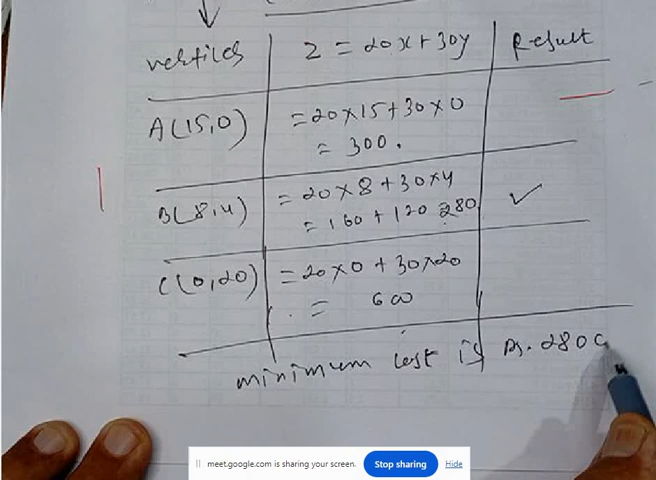 vertices Z = 20x + 30y Result
A(15,0) = 20×15+30×0
= 300.
B(8,4) = 20×8+30×4 ✓
= 160+120 280
C(0,20) = 20×0 + 30×20
= 600
minimum cost is Rs. 280
meet.google.com is sharing your screen. Stop sharing Hide